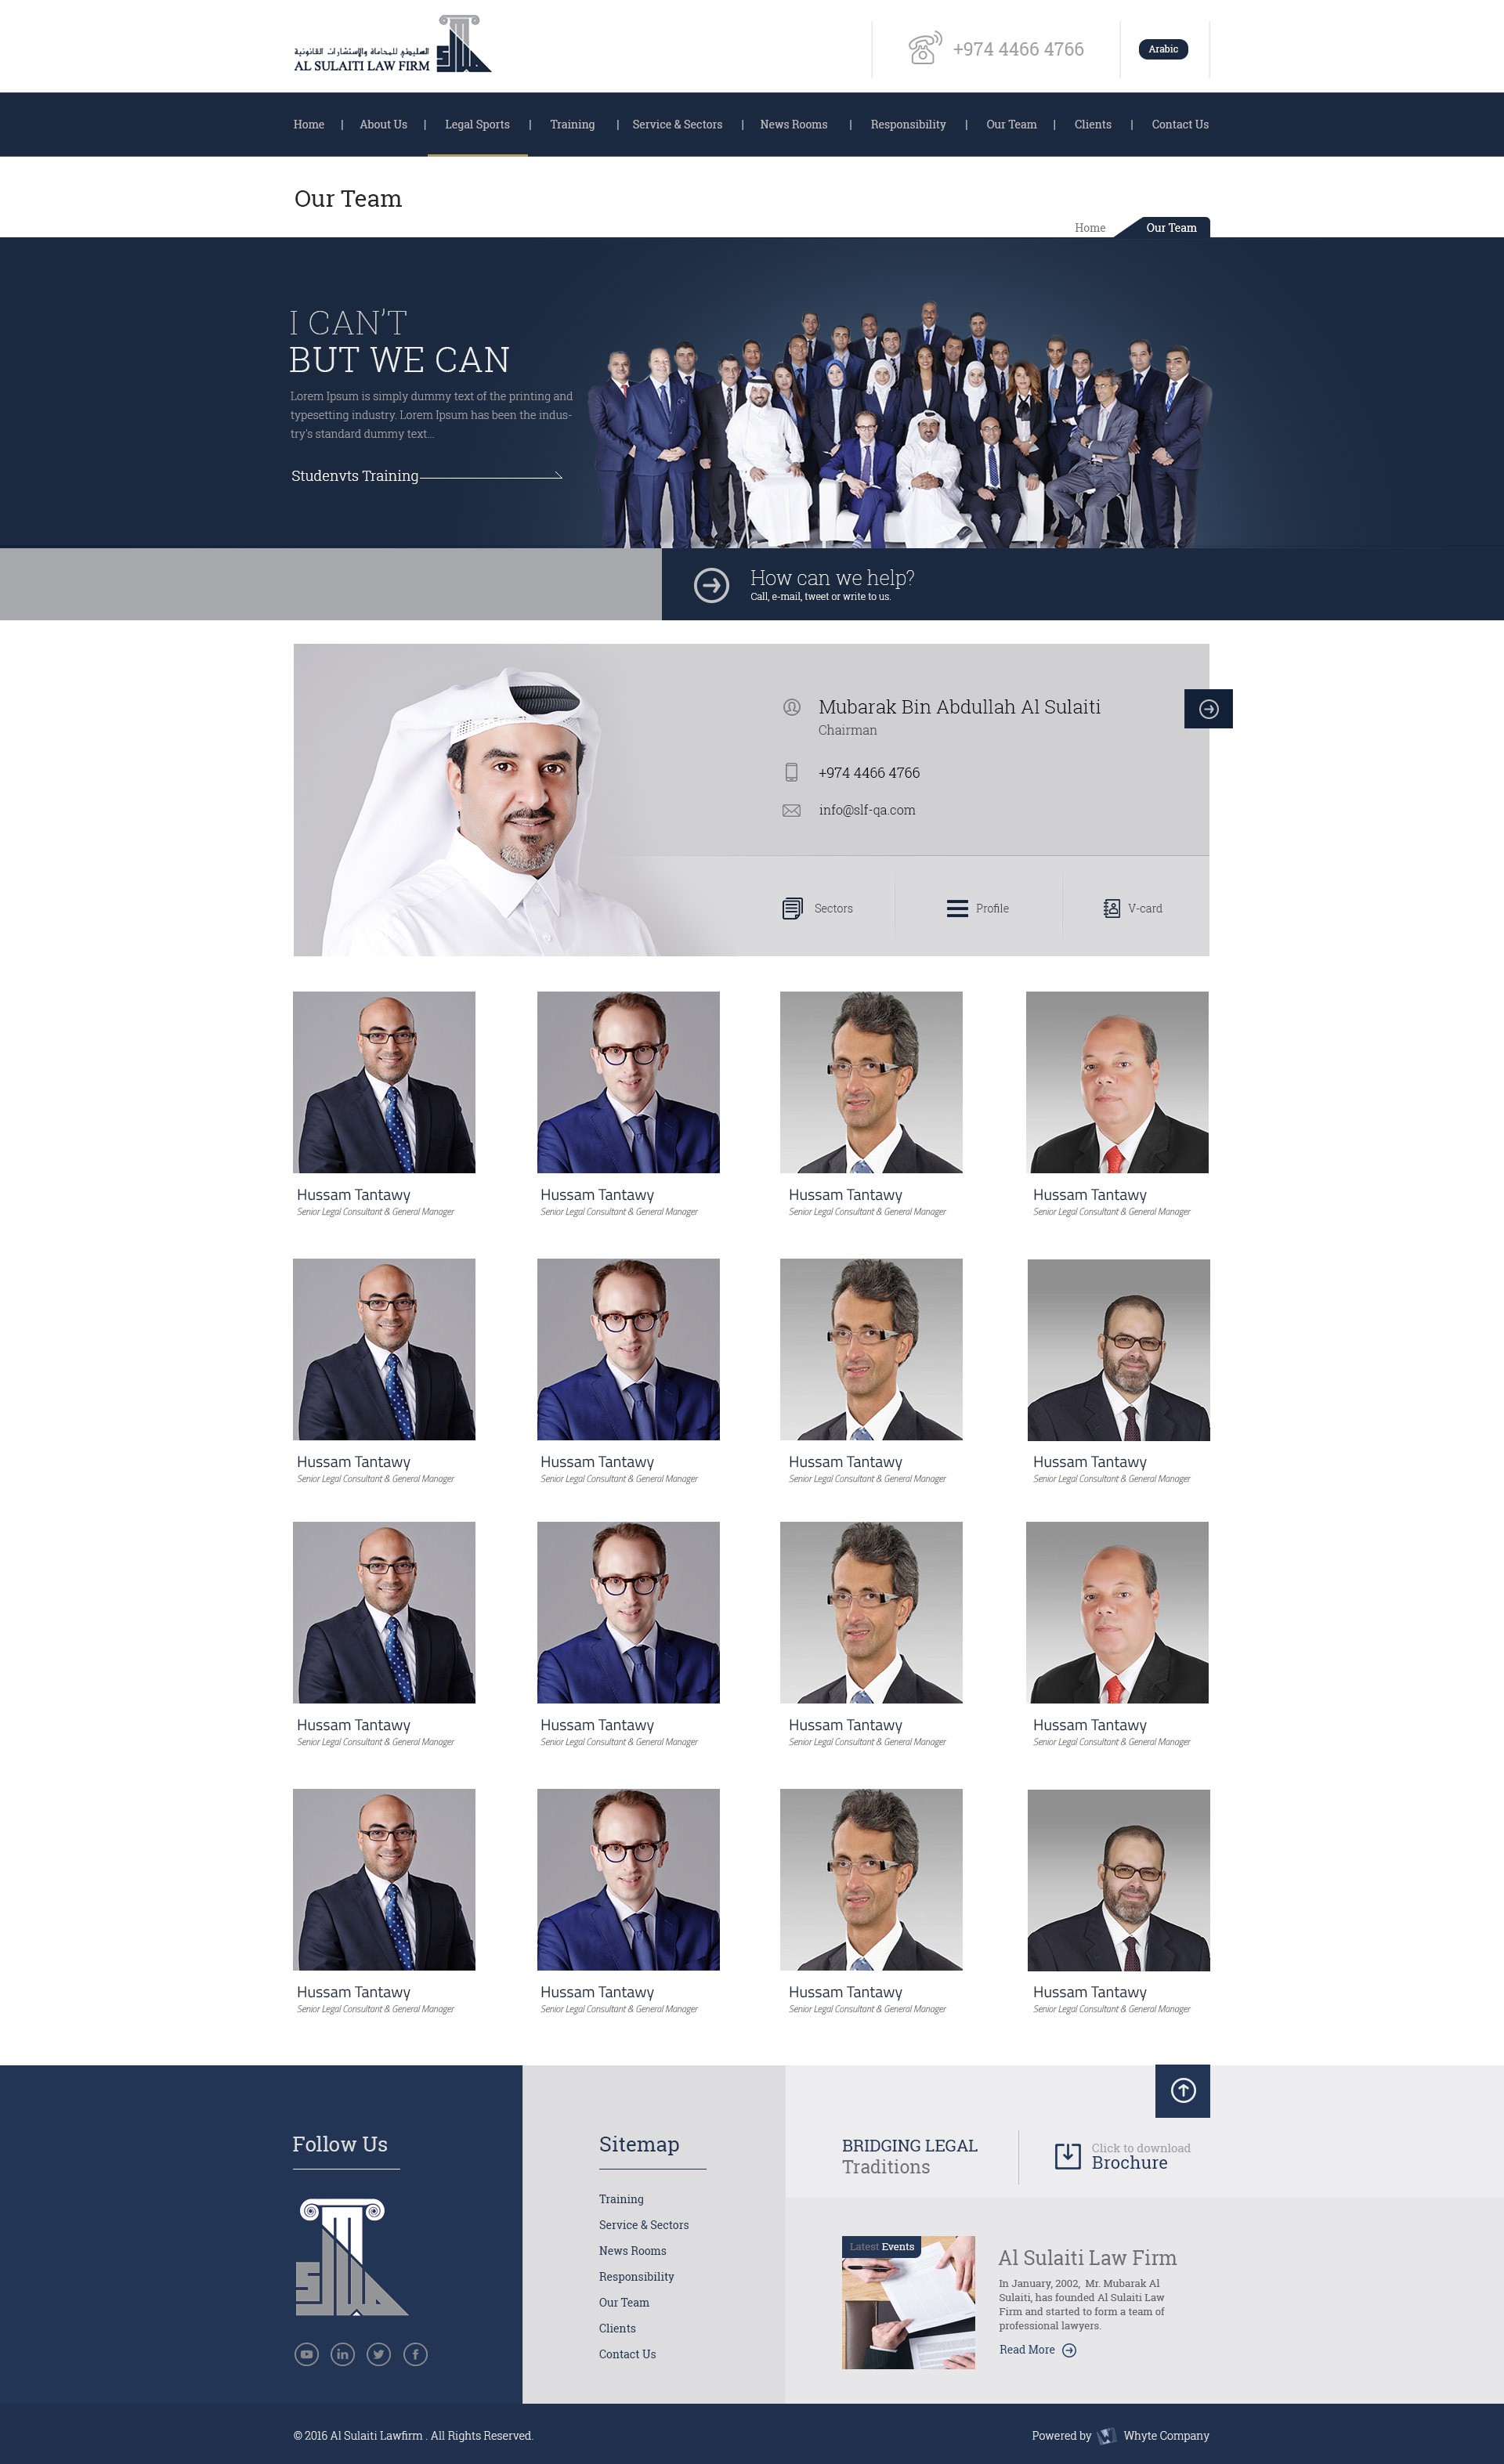 السليطي للمحاماة والإستشارات القانونية
AL SULAITI LAW FIRM
+974 4466 4766
Arabic
Home | About Us | Legal Sports | Training | Service & Sectors | News Rooms | Responsibility | Our Team | Clients | Contact Us
Our Team
Home
Our Team
I CAN'T
BUT WE CAN
Lorem Ipsum is simply dummy text of the printing and
typesetting industry. Lorem Ipsum has been the indus-
try's standard dummy text...
Studenvts Training
How can we help?
Call, e-mail, tweet or write to us.
Mubarak Bin Abdullah Al Sulaiti
Chairman
+974 4466 4766
info@slf-qa.com
Sectors
Profile
V-card
Hussam Tantawy
Senior Legal Consultant & General Manager
Hussam Tantawy
Senior Legal Consultant & General Manager
Hussam Tantawy
Senior Legal Consultant & General Manager
Hussam Tantawy
Senior Legal Consultant & General Manager
Hussam Tantawy
Senior Legal Consultant & General Manager
Hussam Tantawy
Senior Legal Consultant & General Manager
Hussam Tantawy
Senior Legal Consultant & General Manager
Hussam Tantawy
Senior Legal Consultant & General Manager
Hussam Tantawy
Senior Legal Consultant & General Manager
Hussam Tantawy
Senior Legal Consultant & General Manager
Hussam Tantawy
Senior Legal Consultant & General Manager
Hussam Tantawy
Senior Legal Consultant & General Manager
Hussam Tantawy
Senior Legal Consultant & General Manager
Hussam Tantawy
Senior Legal Consultant & General Manager
Hussam Tantawy
Senior Legal Consultant & General Manager
Hussam Tantawy
Senior Legal Consultant & General Manager
Follow Us
Sitemap
Training
Service & Sectors
News Rooms
Responsibility
Our Team
Clients
Contact Us
BRIDGING LEGAL
Traditions
Click to download
Brochure
Latest Events
Al Sulaiti Law Firm
In January, 2002, Mr. Mubarak Al
Sulaiti, has founded Al Sulaiti Law
Firm and started to form a team of
professional lawyers.
Read More
© 2016 Al Sulaiti Lawfirm . All Rights Reserved.
Powered by Whyte Company